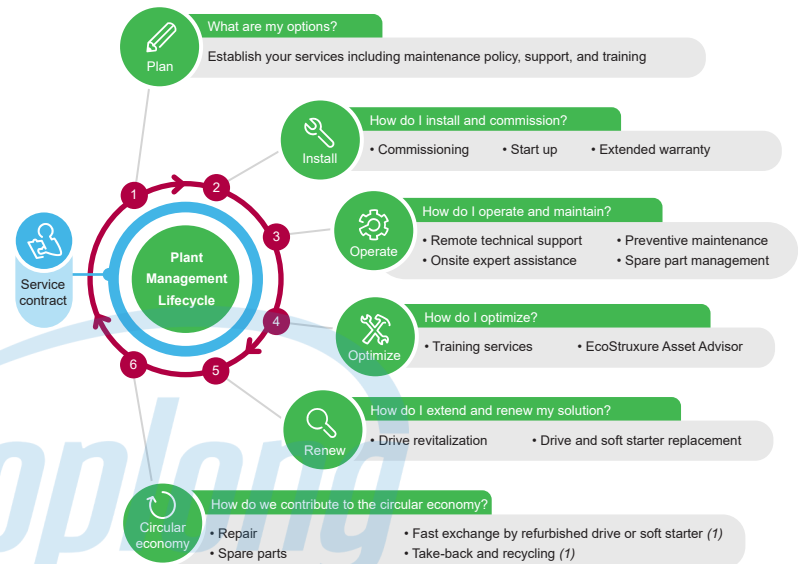 What are my options?
Plan
Establish your services including maintenance policy, support, and training
How do I install and commission?
Install
• Commissioning • Start up • Extended warranty
How do I operate and maintain?
Operate
• Remote technical support • Preventive maintenance
• Onsite expert assistance • Spare part management
How do I optimize?
Optimize
• Training services • EcoStruxure Asset Advisor
How do I extend and renew my solution?
Renew
• Drive revitalization • Drive and soft starter replacement
How do we contribute to the circular economy?
Circular
economy
• Repair • Fast exchange by refurbished drive or soft starter (1)
• Spare parts • Take-back and recycling (1)
1
2
3
4
5
6
Plant
Management
Lifecycle
Service
contract
oplong